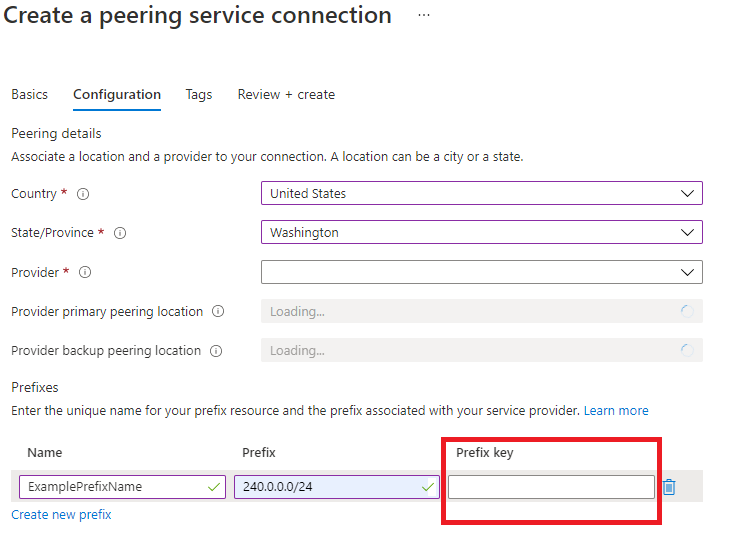 Create a peering service connection ...
Basics Configuration Tags Review + create
Peering details
Associate a location and a provider to your connection. A location can be a city or a state.
Country * United States
State/Province * Washington
Provider *
Provider primary peering location Loading...
Provider backup peering location Loading...
Prefixes
Enter the unique name for your prefix resource and the prefix associated with your service provider. Learn more
Name Prefix Prefix key
ExamplePrefixName 240.0.0.0/24
Create new prefix